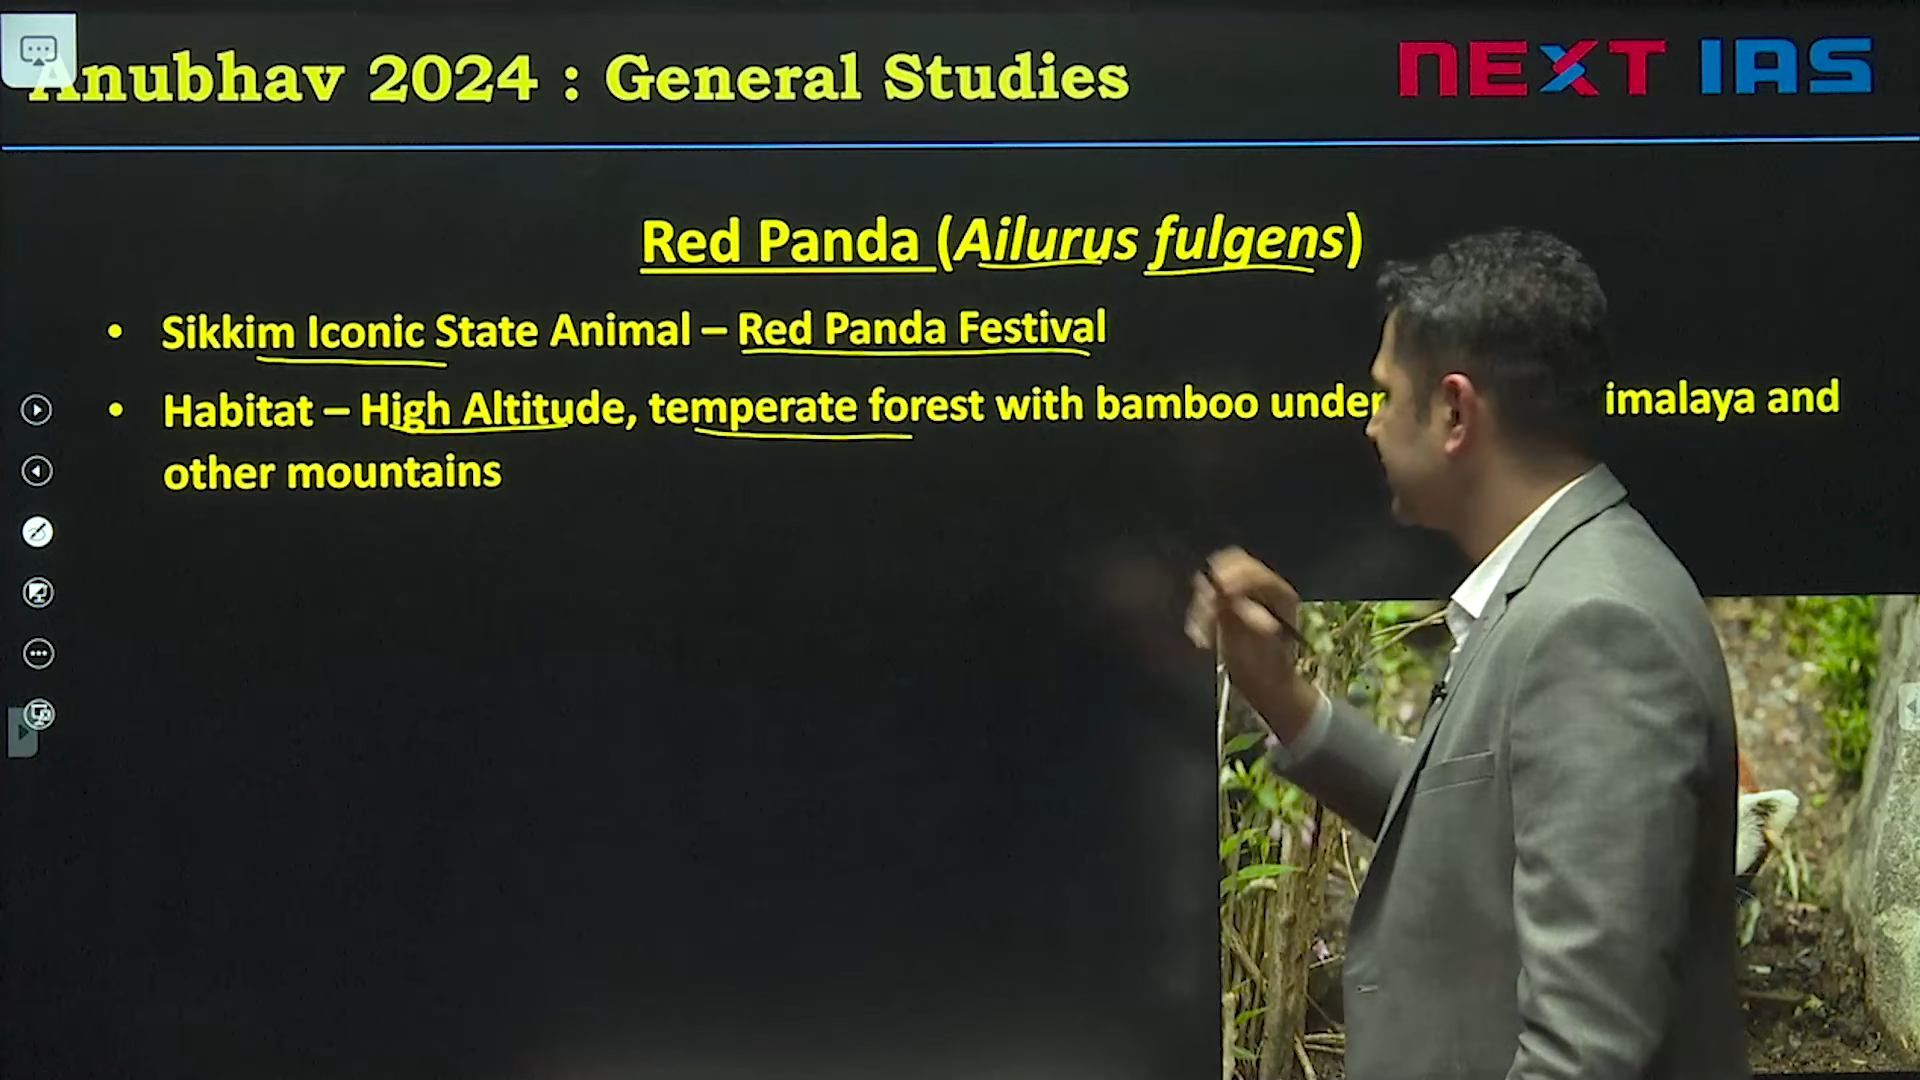 Anubhav 2024 : General Studies
NEXT IAS
Red Panda (Ailurus fulgens)
• Sikkim Iconic State Animal – Red Panda Festival
• Habitat – High Altitude, temperate forest with bamboo under imalaya and
other mountains